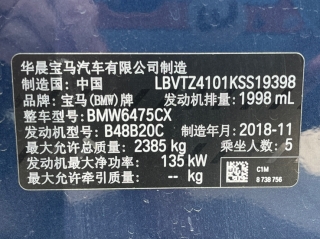 华晨宝马汽车有限公司制造
制造国: 中国 LBVTZ4101KSS19398
品牌: 宝马(BMW)牌 发动机排量: 1998 mL
整车型号: BMW6475CX
发动机型号: B48B20C 制造年月: 2018-11
最大允许总质量: 2385 kg 乘坐人数: 5
发动机最大净功率: 135 kW C1M
最大允许牵引质量: -- kg 8 738 756